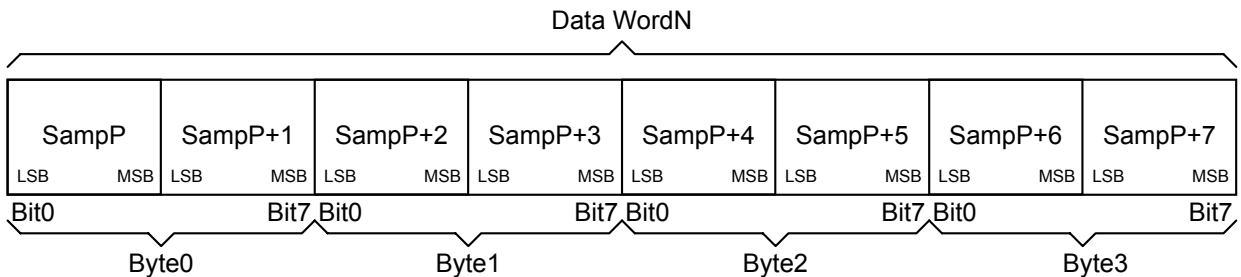 Data WordN
SampP SampP+1 SampP+2 SampP+3 SampP+4 SampP+5 SampP+6 SampP+7
LSB MSB LSB MSB LSB MSB LSB MSB LSB MSB LSB MSB LSB MSB LSB MSB
Bit0 Bit7 Bit0 Bit7 Bit0 Bit7 Bit0 Bit7
Byte0 Byte1 Byte2 Byte3